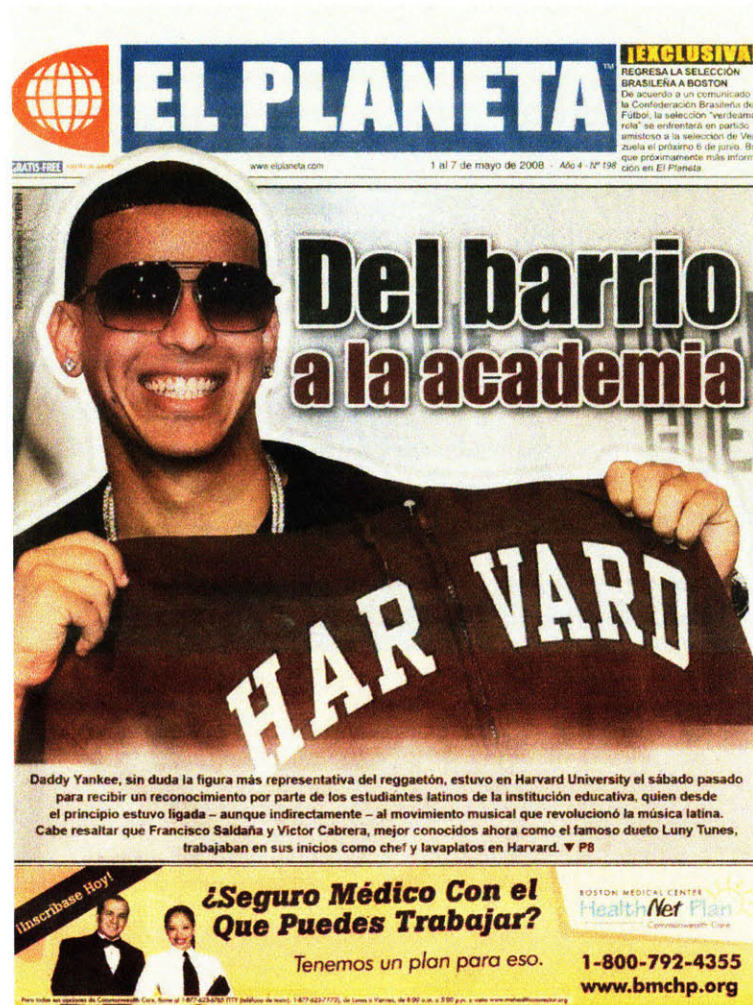 EL PLANETA™
¡EXCLUSIVA
REGRESA LA SELECCIÓN
BRASILEÑA A BOSTON
De acuerdo a un comunicado
la Confederación Brasileña de
Fútbol, la selección "verdeama
rela" se enfrentará en partido
amistoso a la selección de Ve
zuela el próximo 6 de junio. B
que próximamente más inform
ción en El Planeta.
GRATIS-FREE
www.elplaneta.com
1 al 7 de mayo de 2008 - Año 4 - Nº 198
WENN
Del barrio
a la academia
HARVARD
Daddy Yankee, sin duda la figura más representativa del reggaetón, estuvo en Harvard University el sábado pasado
para recibir un reconocimiento por parte de los estudiantes latinos de la institución educativa, quien desde
el principio estuvo ligada – aunque indirectamente – al movimiento musical que revolucionó la música latina.
Cabe resaltar que Francisco Saldaña y Victor Cabrera, mejor conocidos ahora como el famoso dueto Luny Tunes,
trabajaban en sus inicios como chef y lavaplatos en Harvard. ▼ P8
¡Inscríbase Hoy!
¿Seguro Médico Con el
Que Puedes Trabajar?
Tenemos un plan para eso.
BOSTON MEDICAL CENTER
HealthNet Plan
Commonwealth Care
1-800-792-4355
www.bmchp.org